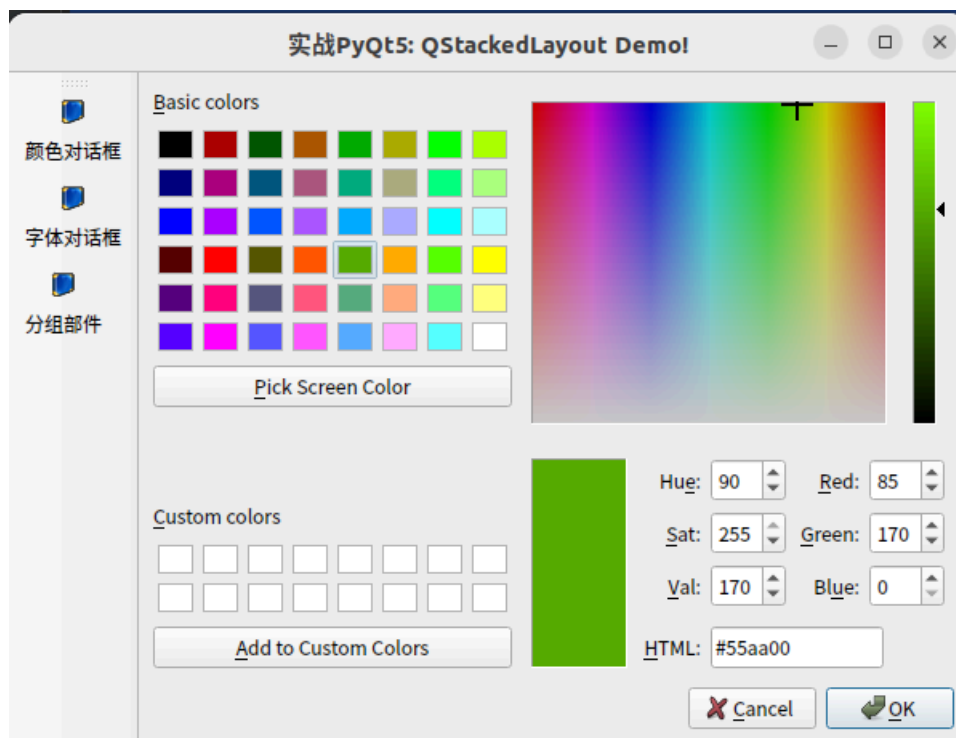 实战PyQt5: QStackedLayout Demo!
颜色对话框
字体对话框
分组部件
Basic colors
Pick Screen Color
Custom colors
Add to Custom Colors
Hue: 90 Red: 85
Sat: 255 Green: 170
Val: 170 Blue: 0
HTML: #55aa00
Cancel OK